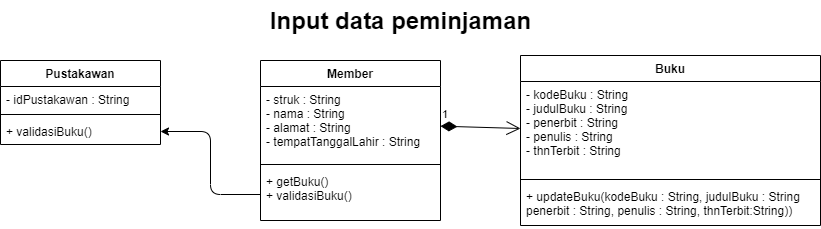 Input data peminjaman
Pustakawan
- idPustakawan : String
+ validasiBuku()
Member
- struk : String
- nama : String
- alamat : String
- tempatTanggalLahir : String
+ getBuku()
+ validasiBuku()
1
Buku
- kodeBuku : String
- judulBuku : String
- penerbit : String
- penulis : String
- thnTerbit : String
+ updateBuku(kodeBuku : String, judulBuku : String
penerbit : String, penulis : String, thnTerbit:String))